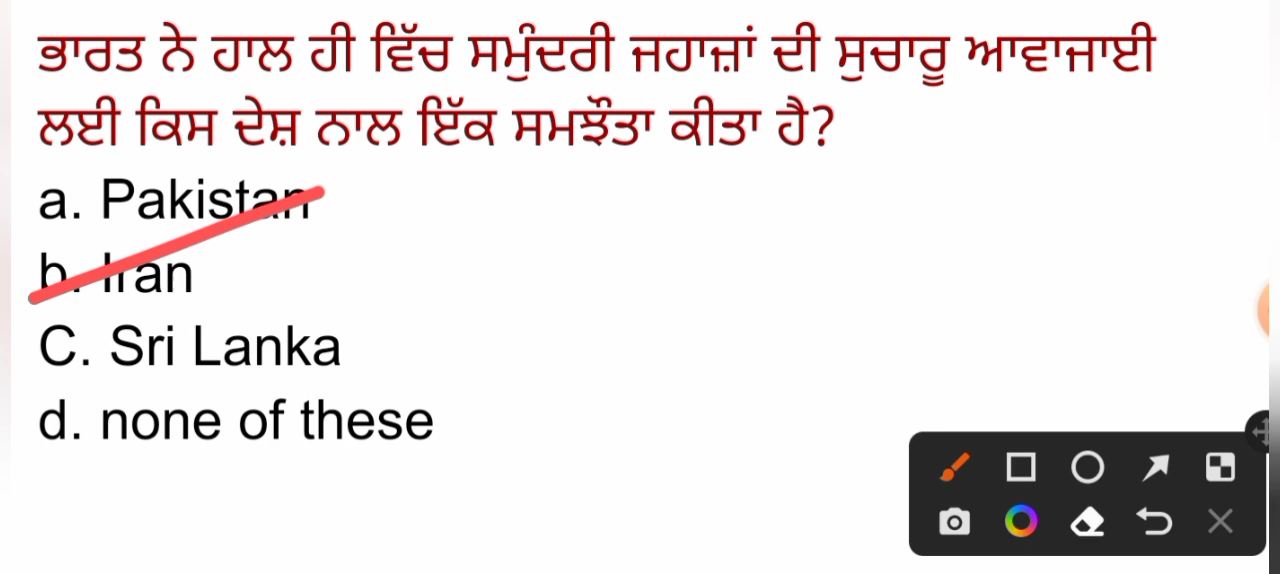 ਭਾਰਤ ਨੇ ਹਾਲ ਹੀ ਵਿੱਚ ਸਮੁੰਦਰੀ ਜਹਾਜ਼ਾਂ ਦੀ ਸੁਚਾਰੂ ਆਵਾਜਾਈ
ਲਈ ਕਿਸ ਦੇਸ਼ ਨਾਲ ਇੱਕ ਸਮਝੌਤਾ ਕੀਤਾ ਹੈ?
a. Pakistan
b. Iran
C. Sri Lanka
d. none of these